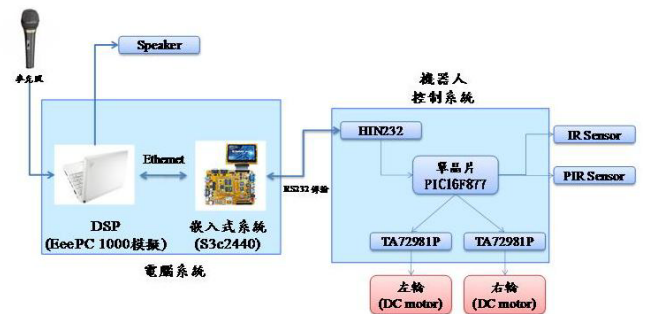 Speaker
麥克風
機器人
控制系統
HIN232
IR Sensor
Ethernet
單晶片
PIC16F877
RS232 傳輸
PIR Sensor
DSP
(EeePC 1000模擬)
嵌入式系統
(S3c2440)
電腦系統
TA72981P
TA72981P
左輪
(DC motor)
右輪
(DC motor)